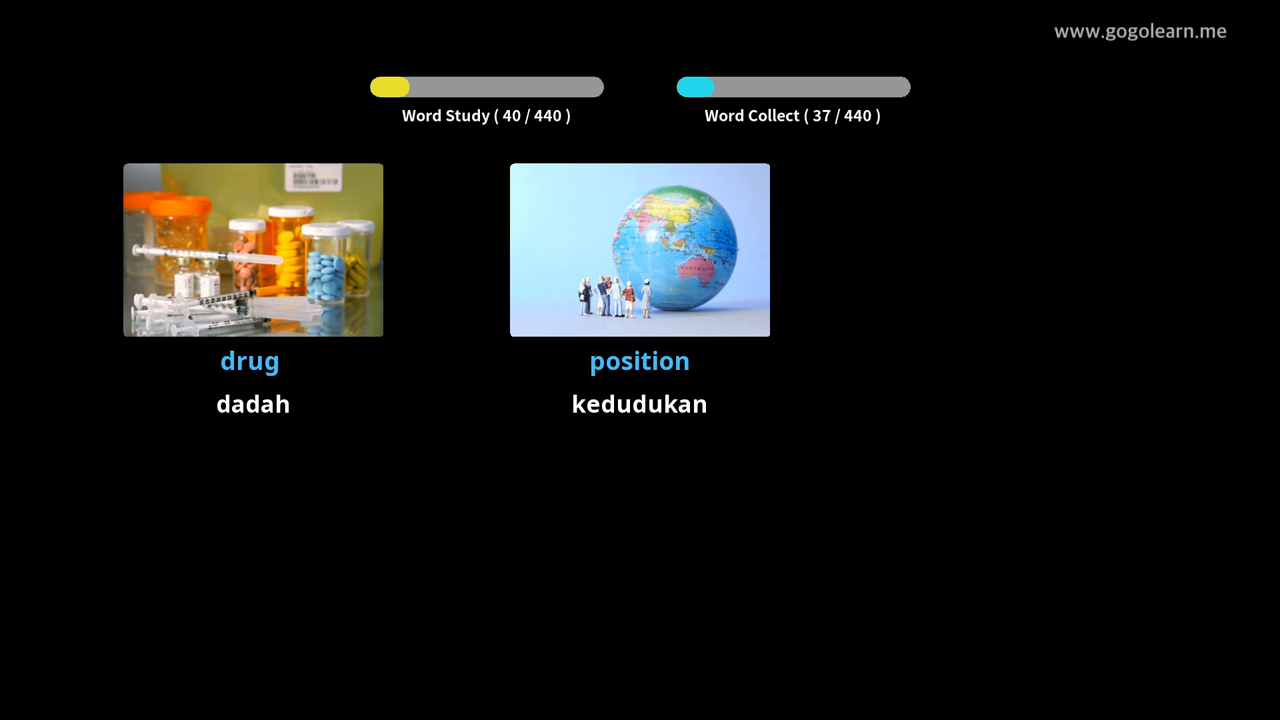 www.gogolearn.me
Word Study ( 40 / 440 )
Word Collect ( 37 / 440 )
drug
position
dadah
kedudukan